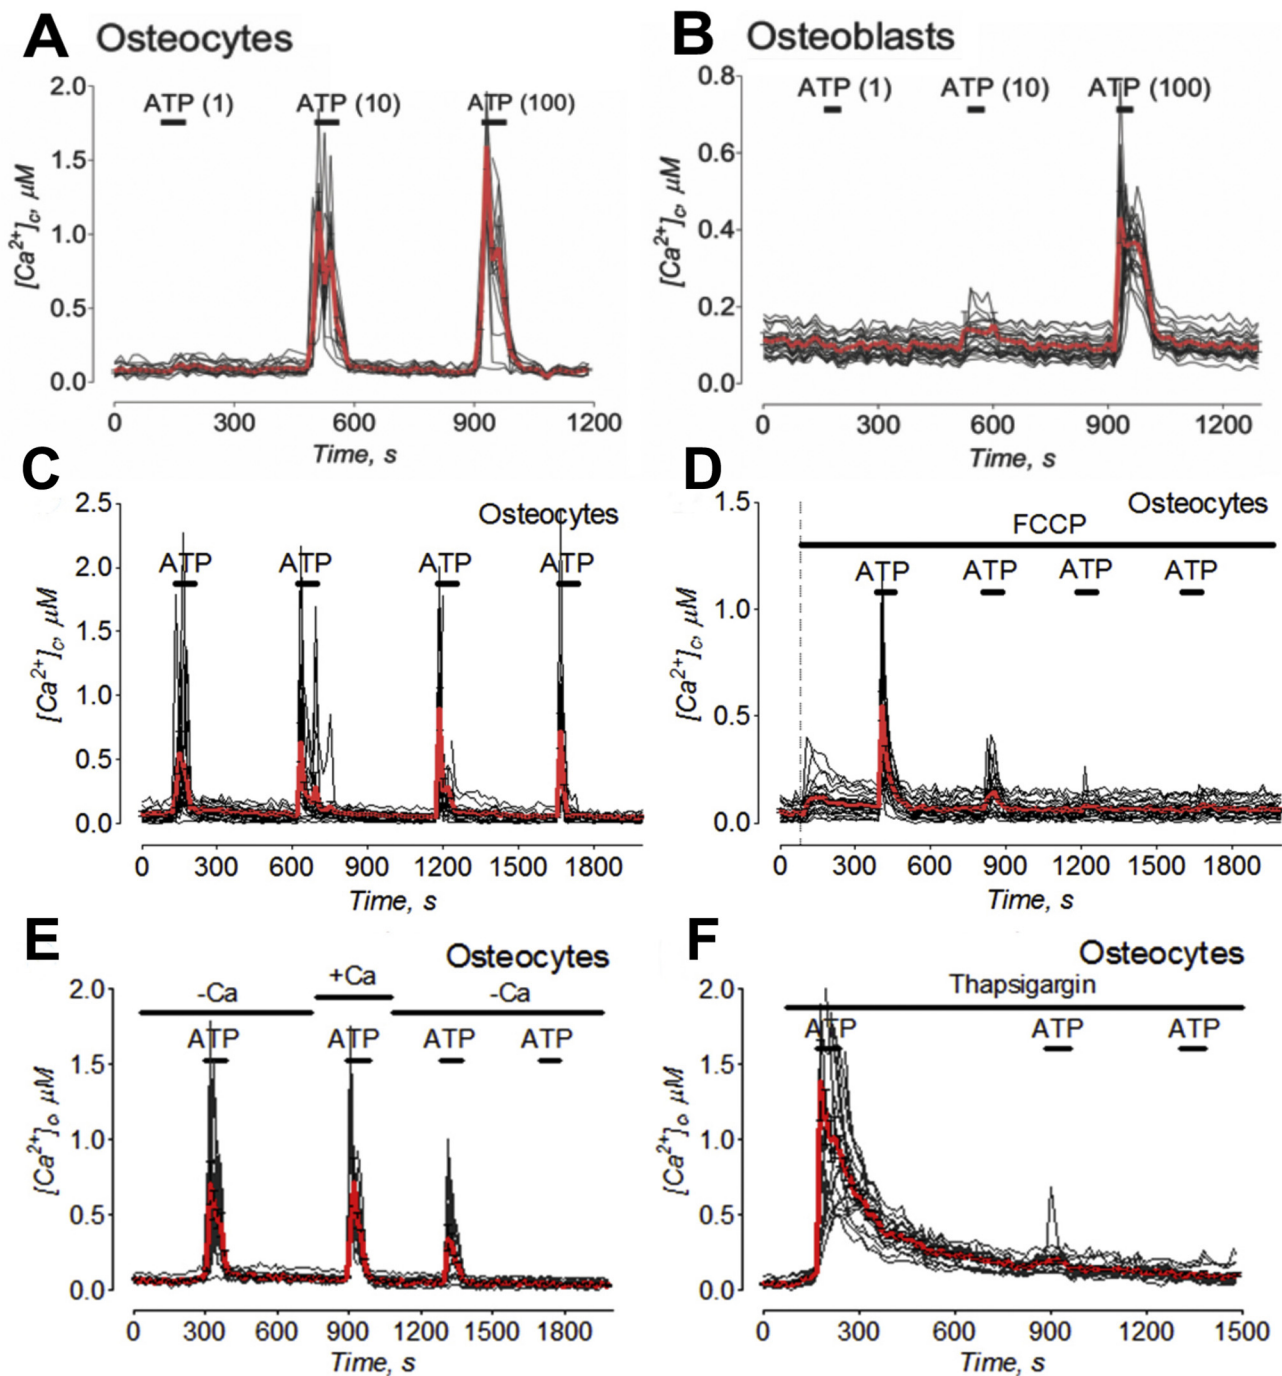 A Osteocytes
2.0
1.5
1.0
0.5
0.0
[Ca²⁺]c, μM
ATP (1)
ATP (10)
ATP (100)
0 300 600 900 1200
Time, s
B Osteoblasts
0.8
0.6
0.4
0.2
0.0
[Ca²⁺]c, μM
ATP (1)
ATP (10)
ATP (100)
0 300 600 900 1200
Time, s
C
Osteocytes
2.5
2.0
1.5
1.0
0.5
0.0
[Ca²⁺]c, μM
ATP ATP ATP ATP
0 300 600 900 1200 1500 1800
Time, s
D
Osteocytes
FCCP
1.5
1.0
0.5
0.0
[Ca²⁺]c, μM
ATP ATP ATP ATP
0 300 600 900 1200 1500 1800
Time, s
E
Osteocytes
-Ca +Ca -Ca
2.0
1.5
1.0
0.5
0.0
[Ca²⁺]c, μM
ATP ATP ATP ATP
0 300 600 900 1200 1500 1800
Time, s
F
Osteocytes
Thapsigargin
2.0
1.5
1.0
0.5
0.0
[Ca²⁺]c, μM
ATP ATP ATP
0 300 600 900 1200 1500
Time, s